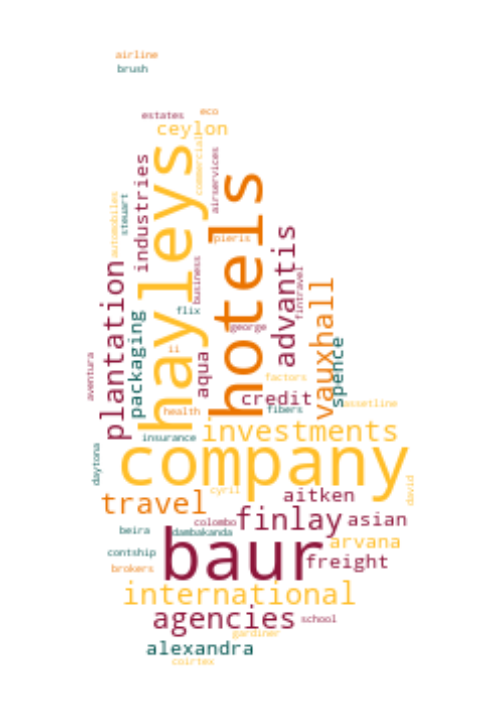 airline
brush
estates
eco
ceylon
hayleys
hotels
commercial
airservices
industries
automobiles
steuart
pieris
advantis
plantation
packaging
business
fintravel
vauxhall
flix
george
ii
aqua
spence
aventura
factors
credit
health
fibers
assetline
insurance
investments
company
daytona
cyril
david
travel
aitken
finlay
asian
colombo
beira
dambakanda
baur
arvana
contship
brokers
freight
international
agencies
school
gardiner
alexandra
coirtex